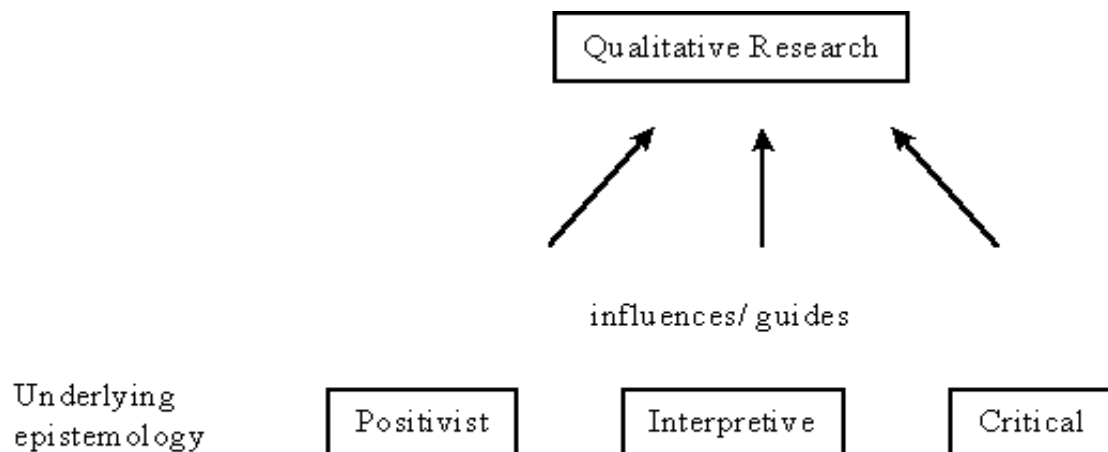 Qualitative Research
influences/ guides
Underlying
epistemology
Positivist
Interpretive
Critical